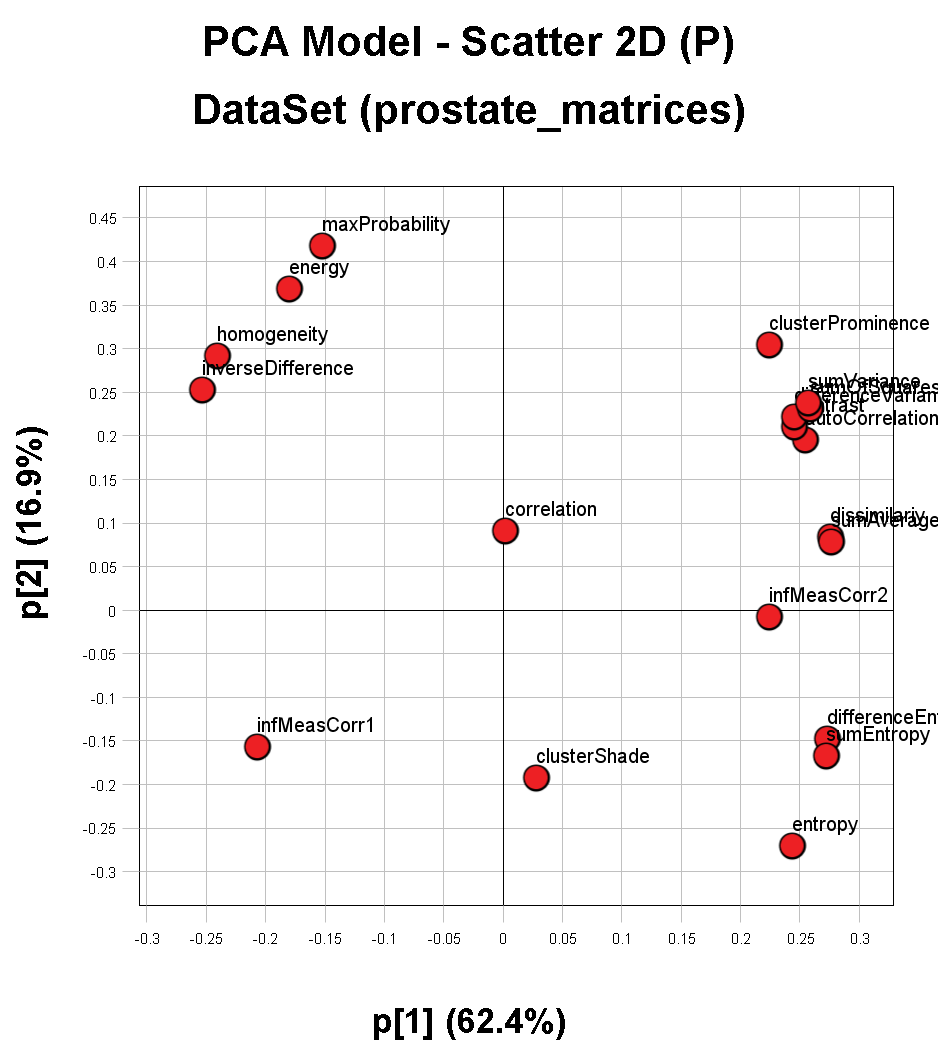 PCA Model - Scatter 2D (P)
DataSet (prostate_matrices)
p[2] (16.9%)
0.45
0.4
0.35
0.3
0.25
0.2
0.15
0.1
0.05
0
-0.05
-0.1
-0.15
-0.2
-0.25
-0.3
maxProbability
energy
homogeneity
inverseDifference
clusterProminence
sumVariance
sumOfSquares
autoCorrelation
correlation
dissimilariy
sumAverage
infMeasCorr2
infMeasCorr1
differenceEnt
sumEntropy
clusterShade
entropy
-0.3 -0.25 -0.2 -0.15 -0.1 -0.05 0 0.05 0.1 0.15 0.2 0.25 0.3
p[1] (62.4%)